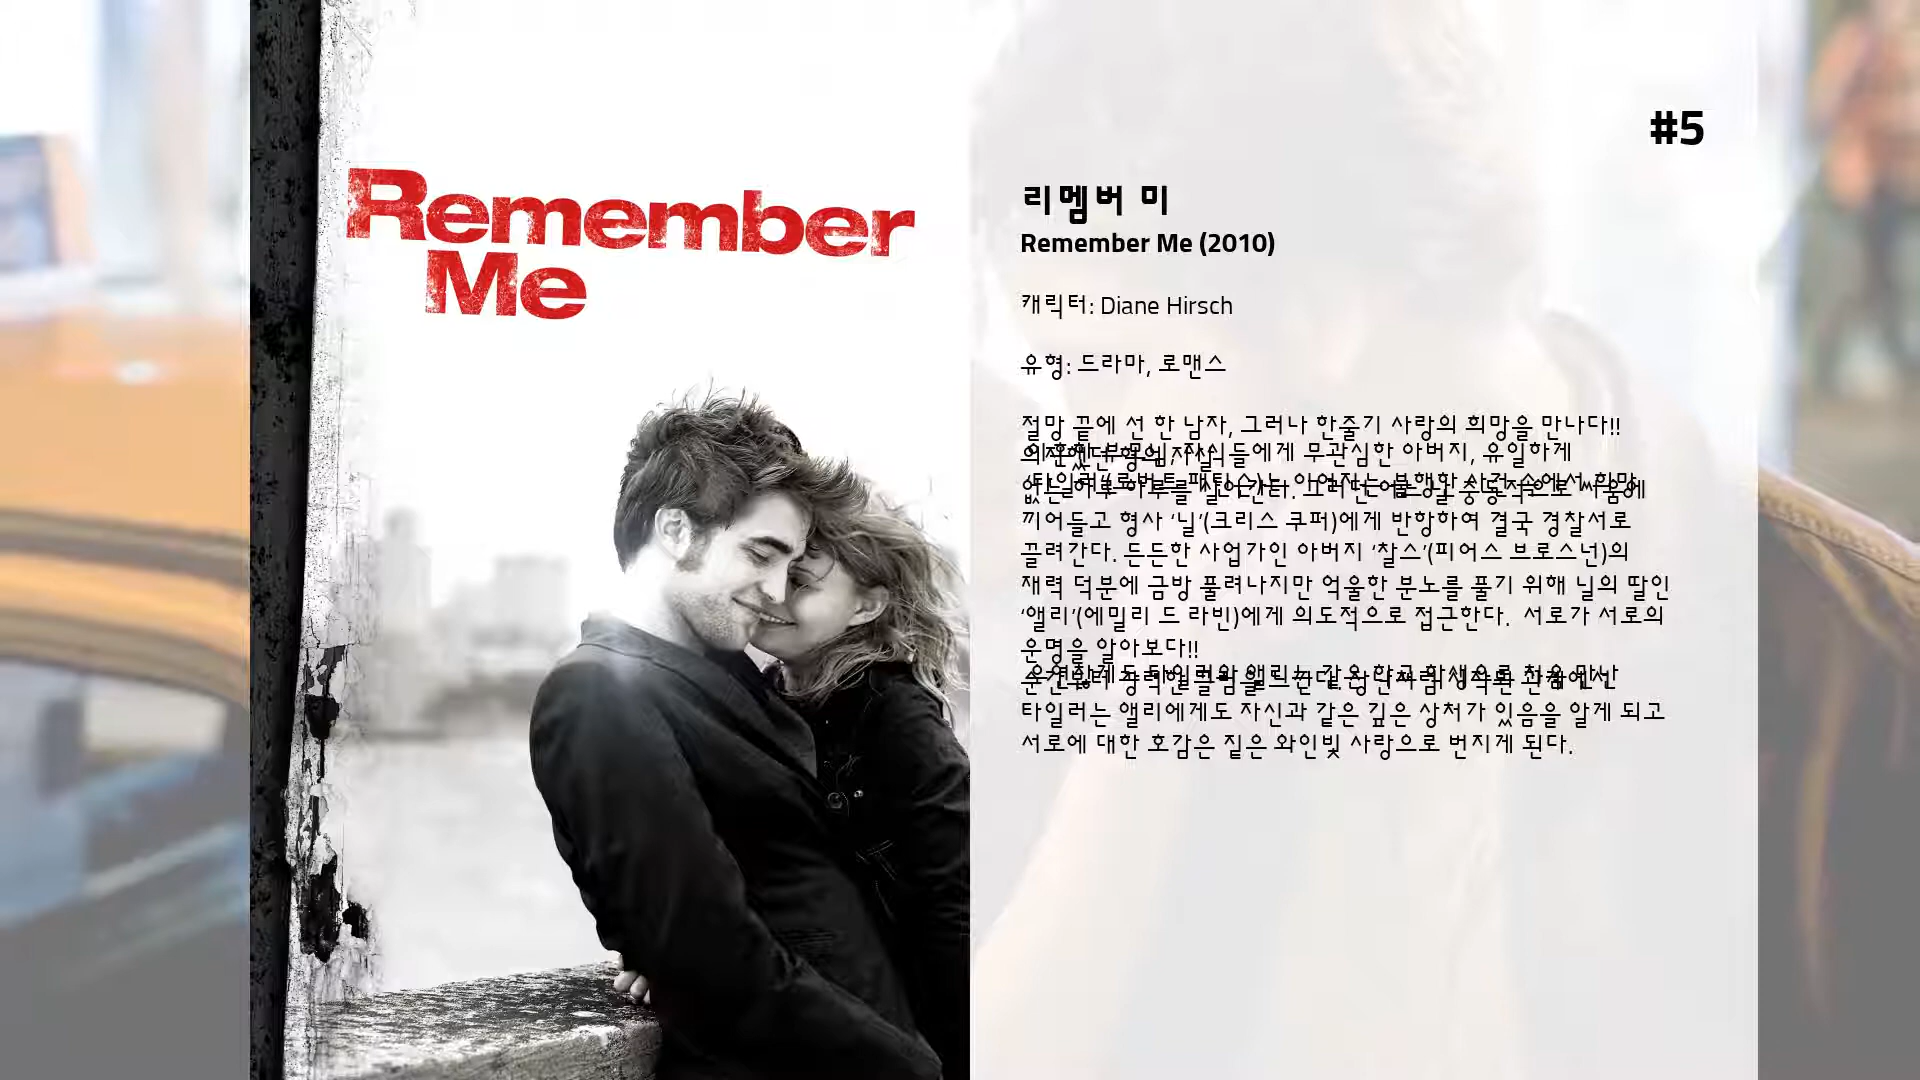 Remember
Me
#5
리멤버 미
Remember Me (2010)
캐릭터: Diane Hirsch
유형: 드라마, 로맨스
절망 끝에 선 한 남자, 그러나 한줄기 사랑의 희망을 만나다!!
자식들에게 무관심한 아버지, 유일하게
끼어들고 형사 ‘닐’(크리스 쿠퍼)에게 반항하여 결국 경찰서로
끌려간다. 든든한 사업가인 아버지 ‘찰스’(피어스 브로스넌)의
재력 덕분에 금방 풀려나지만 억울한 분노를 풀기 위해 닐의 딸인
‘앨리’(에밀리 드 라빈)에게 의도적으로 접근한다. 서로가 서로의
운명을 알아보다!!
타일러는 앨리에게도 자신과 같은 깊은 상처가 있음을 알게 되고
서로에 대한 호감은 짙은 와인빛 사랑으로 번지게 된다.